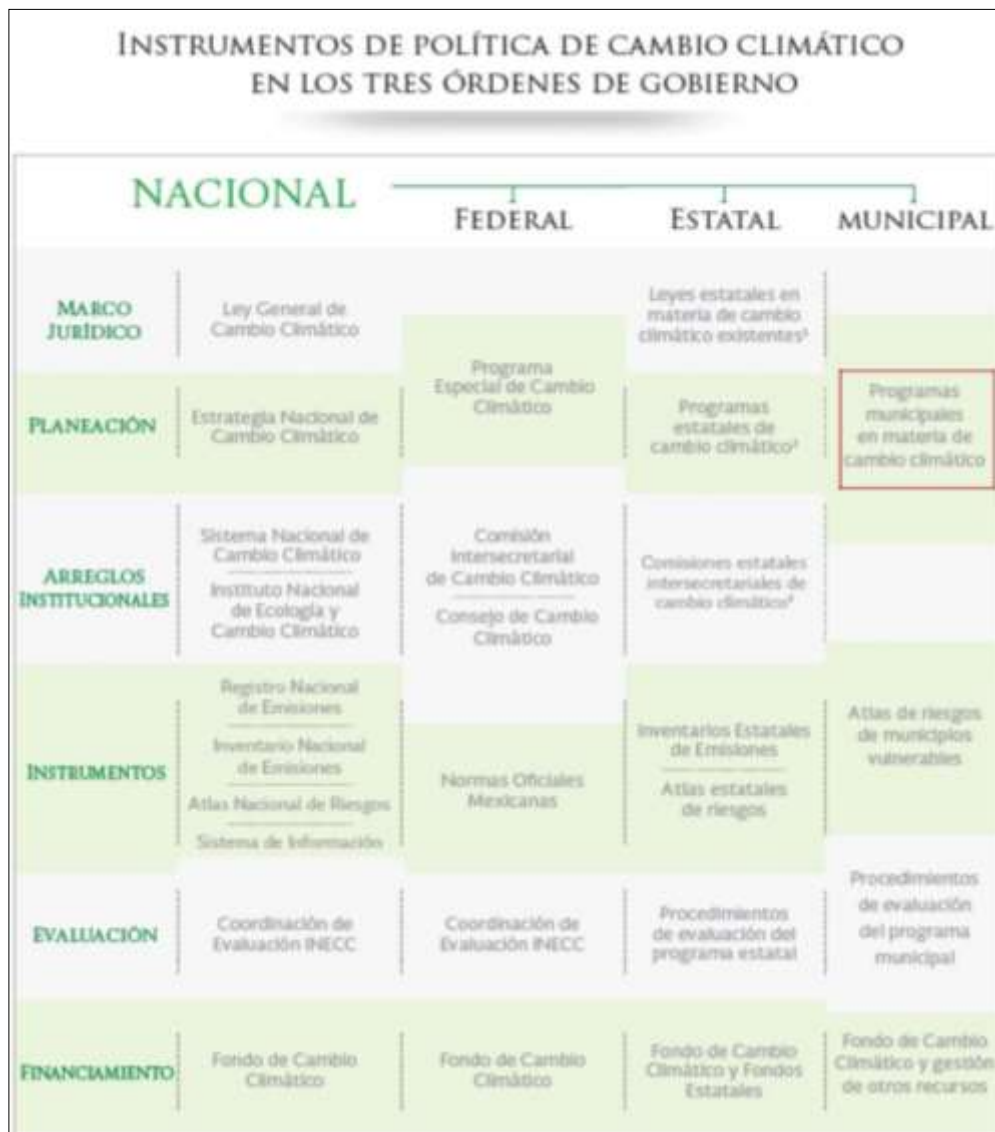 INSTRUMENTOS DE POLÍTICA DE CAMBIO CLIMÁTICO
EN LOS TRES ÓRDENES DE GOBIERNO
NACIONAL
FEDERAL
ESTATAL
MUNICIPAL
MARCO
JURÍDICO
Ley General de
Cambio Climático
Programa
Especial de Cambio
Climático
Leyes estatales en
materia de cambio
climático existentes¹
PLANEACIÓN
Estrategia Nacional de
Cambio Climático
Programas
estatales de
cambio climático²
Programas
municipales
en materia de
cambio climático
ARREGLOS
INSTITUCIONALES
Sistema Nacional de
Cambio Climático
Instituto Nacional
de Ecología y
Cambio Climático
Comisión
Intersecretarial
de Cambio Climático
Consejo de Cambio
Climático
Comisiones estatales
intersecretariales de
cambio climático
INSTRUMENTOS
Registro Nacional
de Emisiones
Inventario Nacional
de Emisiones
Atlas Nacional de Riesgos
Sistema de Información
Normas Oficiales
Mexicanas
Inventarios Estatales
de Emisiones
Atlas estatales
de riesgos
Atlas de riesgos
de municipios
vulnerables
EVALUACIÓN
Coordinación de
Evaluación INECC
Coordinación de
Evaluación INECC
Procedimientos
de evaluación del
programa estatal
Procedimientos
de evaluación
del programa
municipal
FINANCIAMIENTO
Fondo de Cambio
Climático
Fondo de Cambio
Climático
Fondo de Cambio
Climático y Fondos
Estatales
Fondo de Cambio
Climático y gestión
de otros recursos